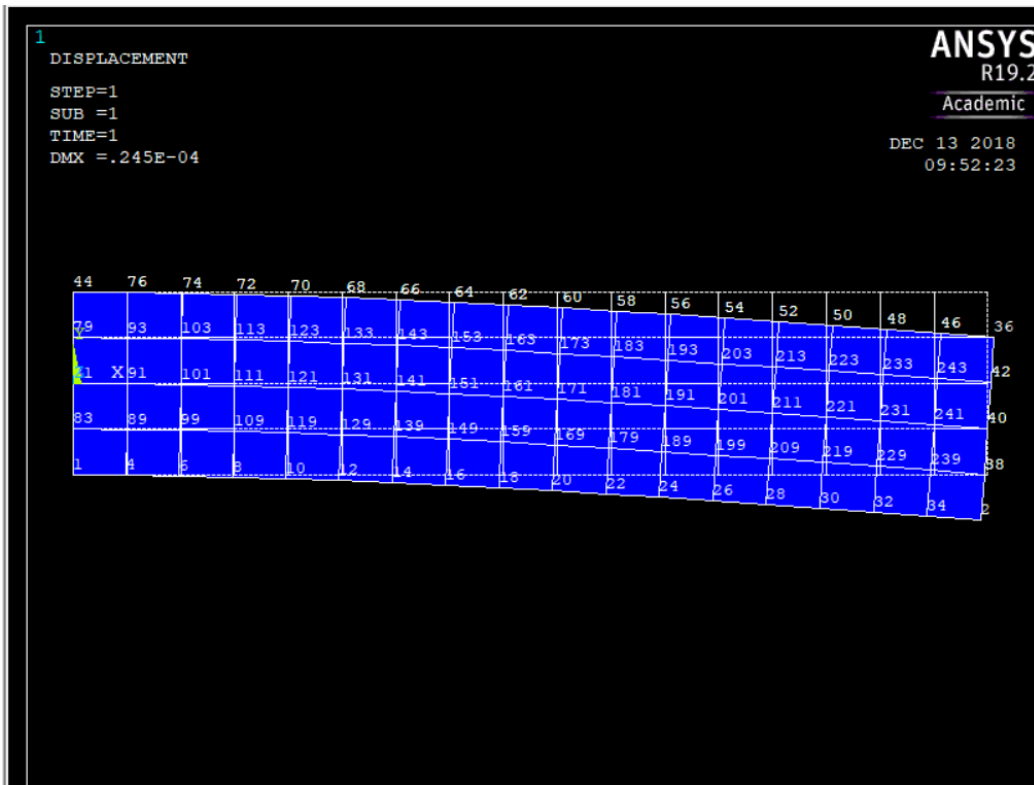 1
DISPLACEMENT
STEP=1
SUB =1
TIME=1
DMX =.245E-04
ANSYS
R19.2
Academic
DEC 13 2018
09:52:23
44 76 74 72 70 68 66 64 62 60 58 56 54 52 50 48 46 36
79 93 103 113 123 133 143 153 163 173 183 193 203 213 223 233 243 42
X 91 101 111 121 131 141 151 161 171 181 191 201 211 221 231 241 40
83 89 99 109 119 129 139 149 159 169 179 189 199 209 219 229 239 38
1 4 6 8 10 12 14 16 18 20 22 24 26 28 30 32 34 2